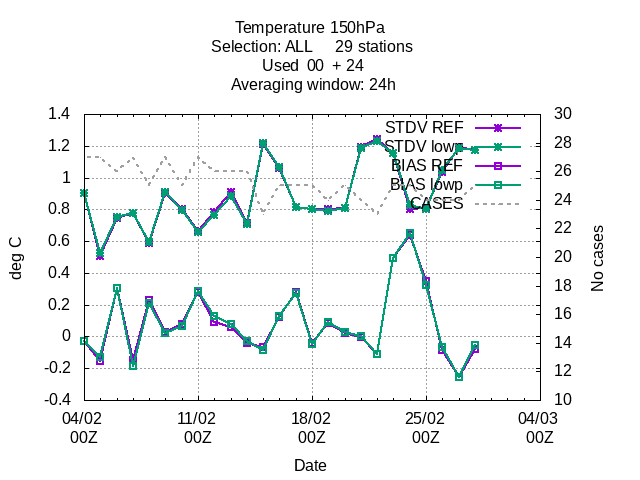 Temperature 150hPa
Selection: ALL 29 stations
Used 00 + 24
Averaging window: 24h
1.4
1.2
1
0.8
0.6
0.4
0.2
0
-0.2
-0.4
deg C
30
28
26
24
22
20
18
16
14
12
10
No cases
STDV REF
STDV lowp
BIAS REF
BIAS lowp
CASES
04/02 11/02 18/02 25/02 04/03
00Z 00Z 00Z 00Z 00Z
Date